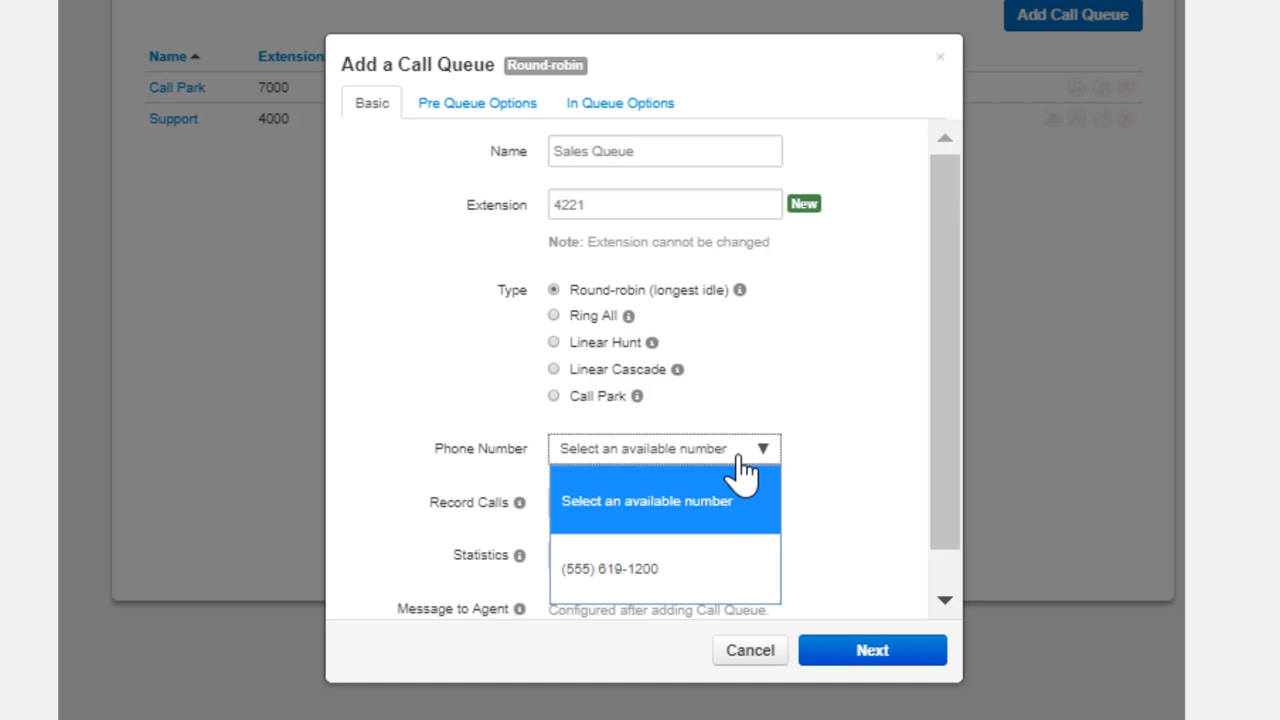 Add Call Queue
Name Extension
Call Park 7000
Support 4000
Add a Call Queue Round-robin
Basic Pre Queue Options In Queue Options
Name Sales Queue
Extension 4221 New
Note: Extension cannot be changed
Type Round-robin (longest idle)
Ring All
Linear Hunt
Linear Cascade
Call Park
Phone Number Select an available number
Record Calls Select an available number
Statistics
(555) 619-1200
Message to Agent Configured after adding Call Queue.
Cancel Next